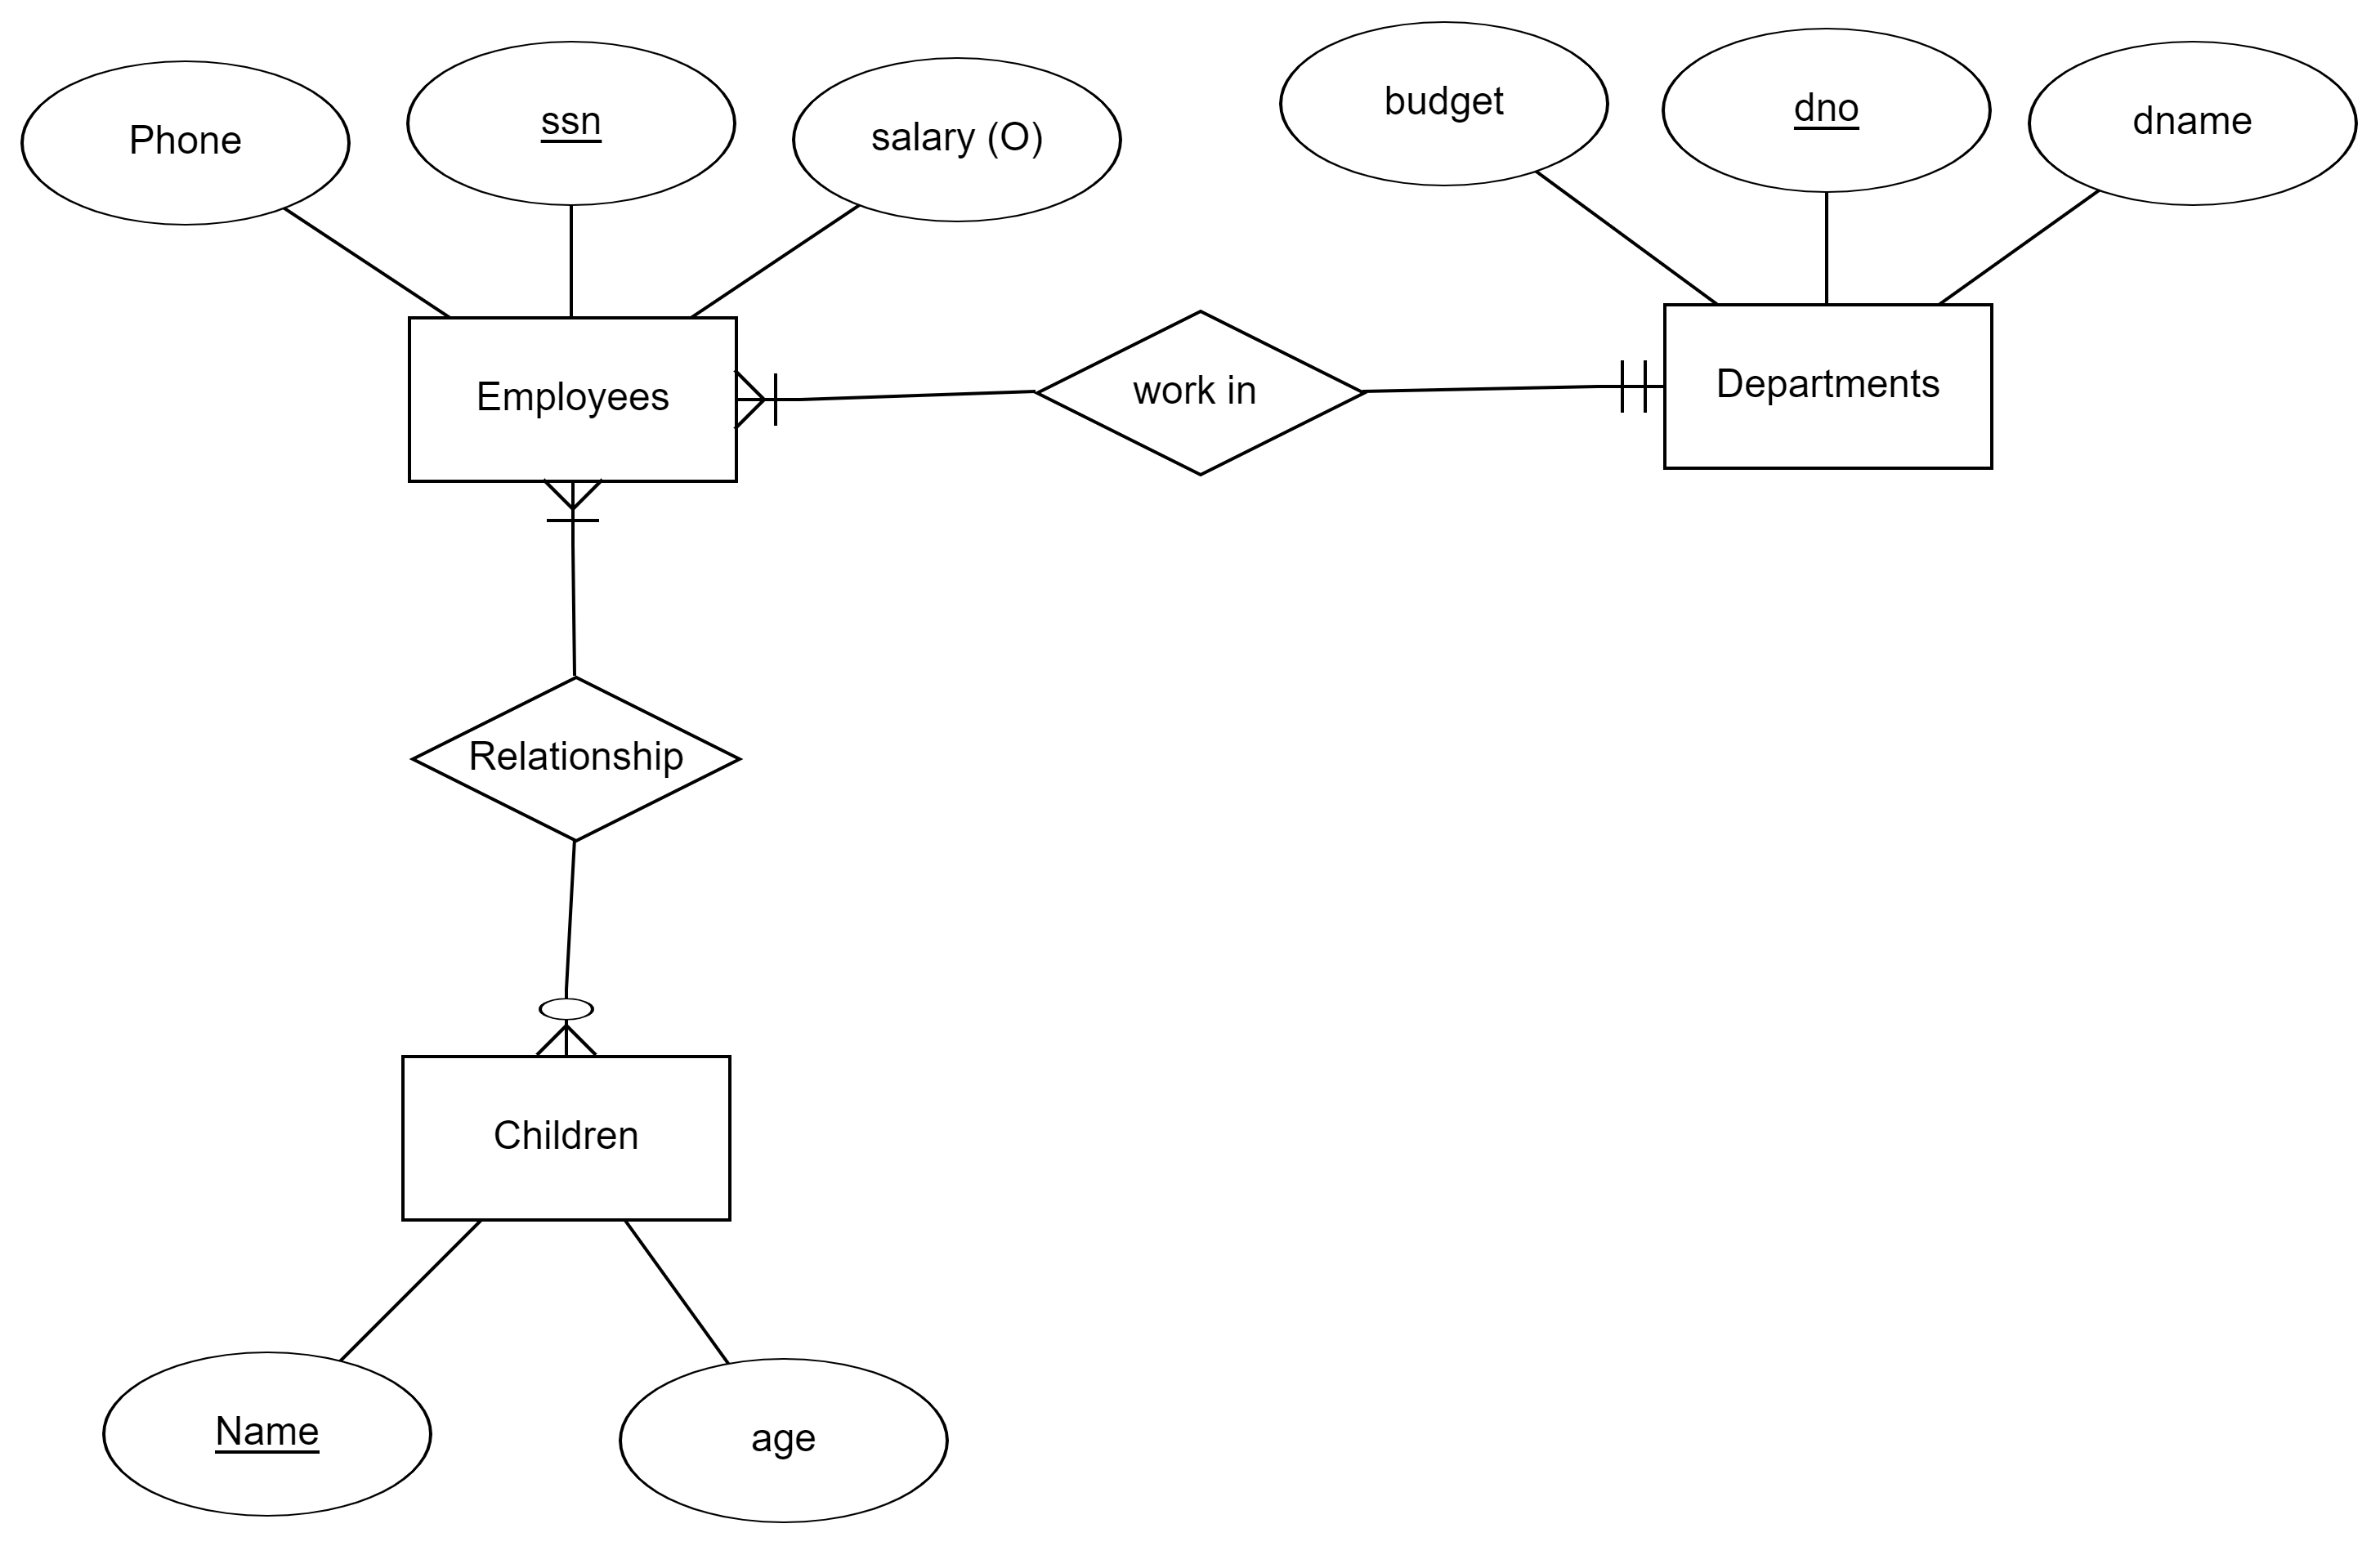 Phone
ssn
salary (O)
budget
dno
dname
Employees
work in
Departments
Relationship
Children
Name
age